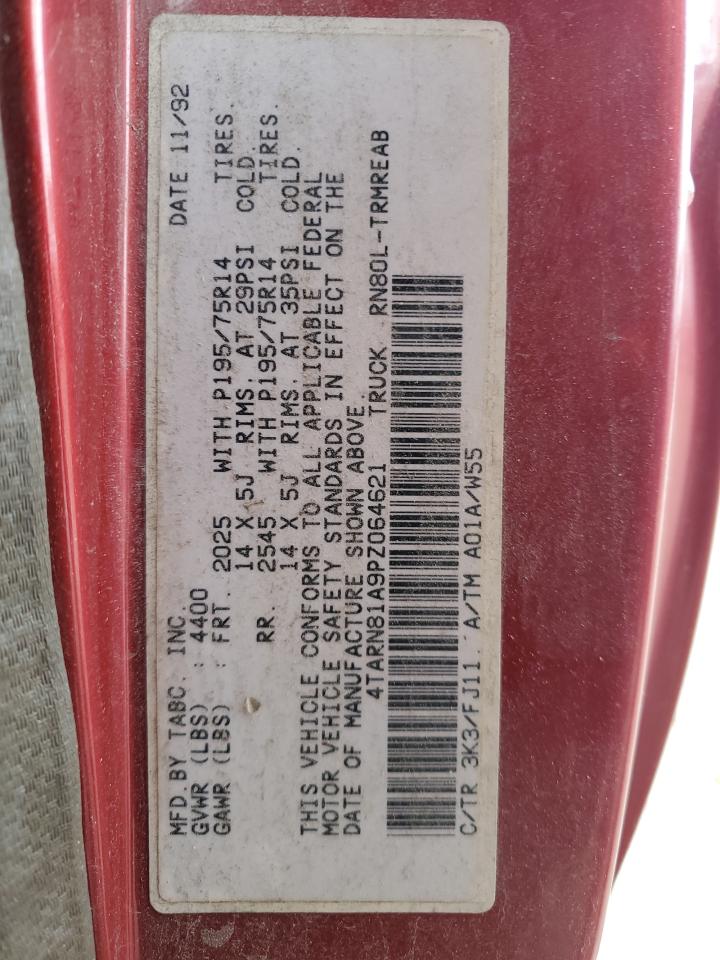 MFD.BY TABC. INC. DATE 11/92
GVWR (LBS) : 4400
GAWR (LBS) : FRT. 2025 WITH P195/75R14 TIRES.
14 X 5J RIMS. AT 29PSI COLD.
RR. 2545 WITH P195/75R14 TIRES.
14 X 5J RIMS. AT 35PSI COLD.
THIS VEHICLE CONFORMS TO ALL APPLICABLE FEDERAL
MOTOR VEHICLE SAFETY STANDARDS IN EFFECT ON THE
DATE OF MANUFACTURE SHOWN ABOVE.
4TARN81A9PZ064621 TRUCK RN80L-TRMREAB
C/TR 3K3/FJ11 A/TM A01A/W55